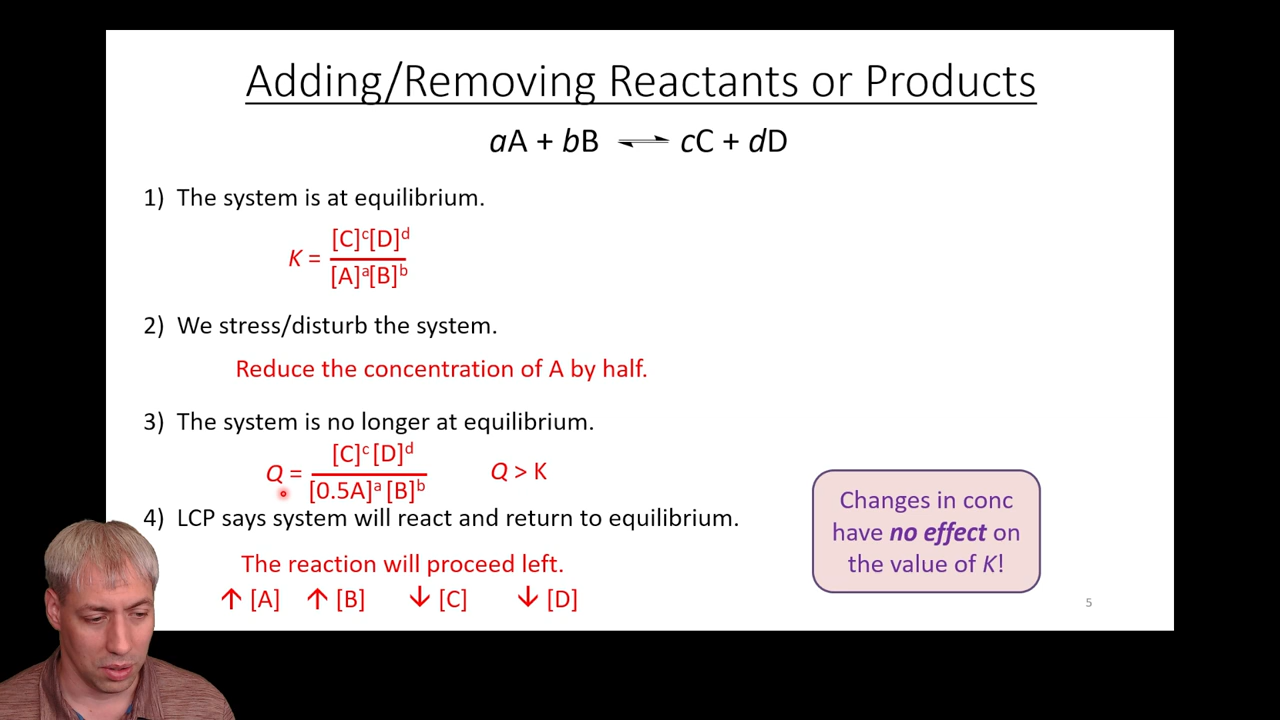 Adding/Removing Reactants or Products
aA + bB ⇌ cC + dD
1) The system is at equilibrium.
K = [C]ᶜ[D]ᵈ
[A]ᵃ[B]ᵇ
2) We stress/disturb the system.
Reduce the concentration of A by half.
3) The system is no longer at equilibrium.
Q = [C]ᶜ [D]ᵈ
[0.5A]ᵃ [B]ᵇ
Q > K
4) LCP says system will react and return to equilibrium.
The reaction will proceed left.
↑ [A] ↑ [B] ↓ [C] ↓ [D]
Changes in conc
have no effect on
the value of K!
5